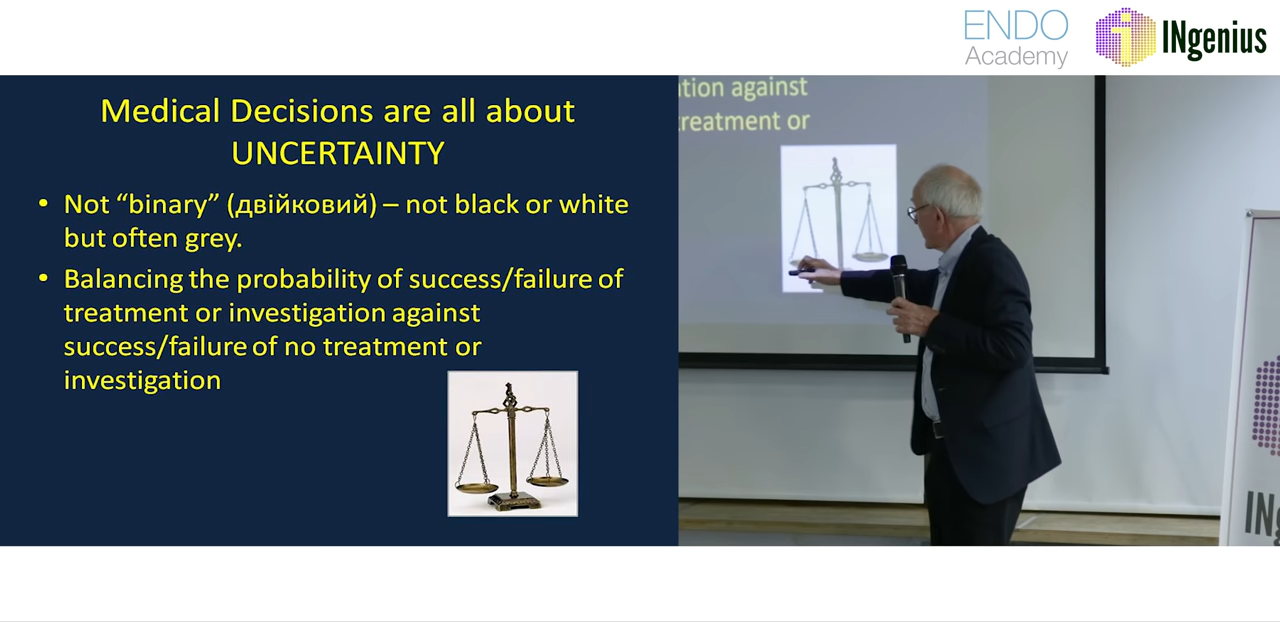 ENDO
Academy
INgenius
Medical Decisions are all about
UNCERTAINTY
• Not “binary” (двійковий) – not black or white
but often grey.
• Balancing the probability of success/failure of
treatment or investigation against
success/failure of no treatment or
investigation
tion against
reatment or